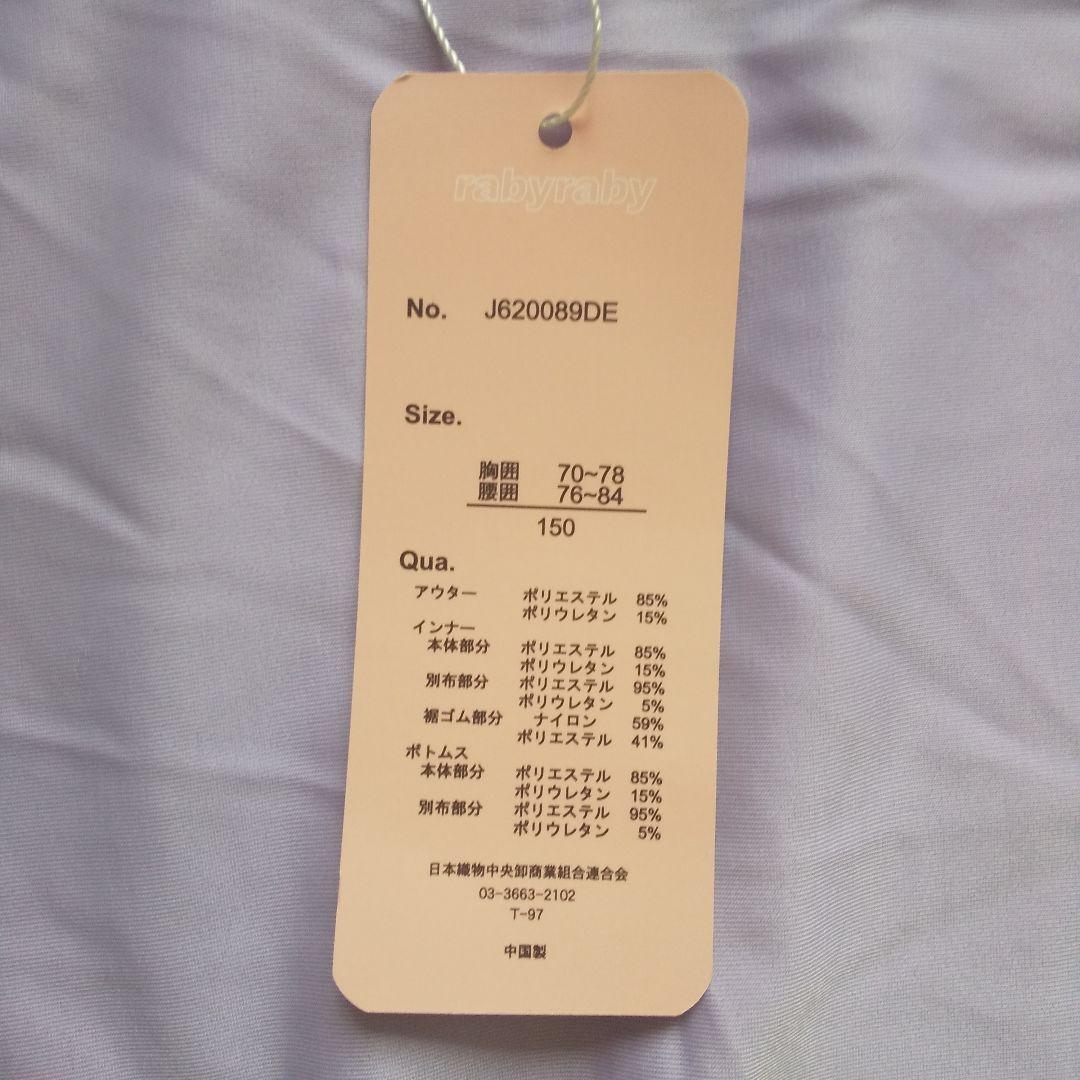 rabyraby
No. J620089DE
Size.
胸囲 70~78
腰囲 76~84
150
Qua.
アウター ポリエステル 85%
ポリウレタン 15%
インナー
本体部分 ポリエステル 85%
ポリウレタン 15%
別布部分 ポリエステル 95%
ポリウレタン 5%
裾ゴム部分 ナイロン 59%
ポリエステル 41%
ボトムス
本体部分 ポリエステル 85%
ポリウレタン 15%
別布部分 ポリエステル 95%
ポリウレタン 5%
日本織物中央卸商業組合連合会
03-3663-2102
T-97
中国製